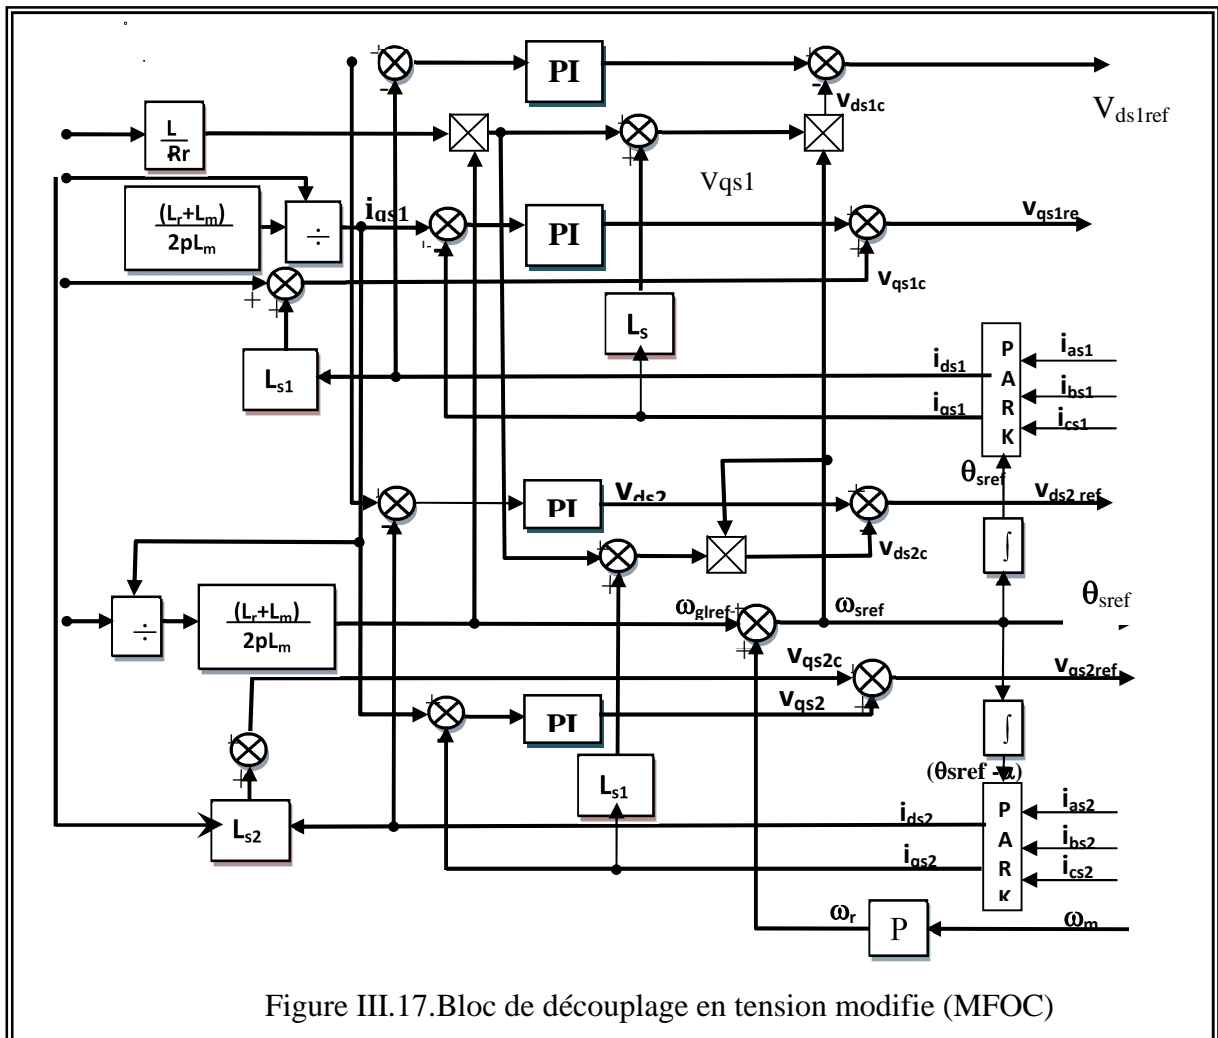 PI
V_ds1c
V_ds1ref
L
Rr
Vqs1
(L_r+L_m)
2pL_m
÷
i_qs1
PI
V_qs1re
V_qs1c
L_s
L_s1
P
A
R
K
i_ds1
i_qs1
i_as1
i_bs1
i_cs1
θ_sref
PI
V_ds2
V_ds2 ref
V_ds2c
∫
÷
(L_r+L_m)
2pL_m
ω_glref
ω_sref
θ_sref
V_qs2c
V_qs2ref
PI
V_qs2
∫
(θsref - α)
L_s1
L_s2
P
A
R
K
i_ds2
i_qs2
i_as2
i_bs2
i_cs2
ω_r
P
ω_m
Figure III.17.Bloc de découplage en tension modifie (MFOC)